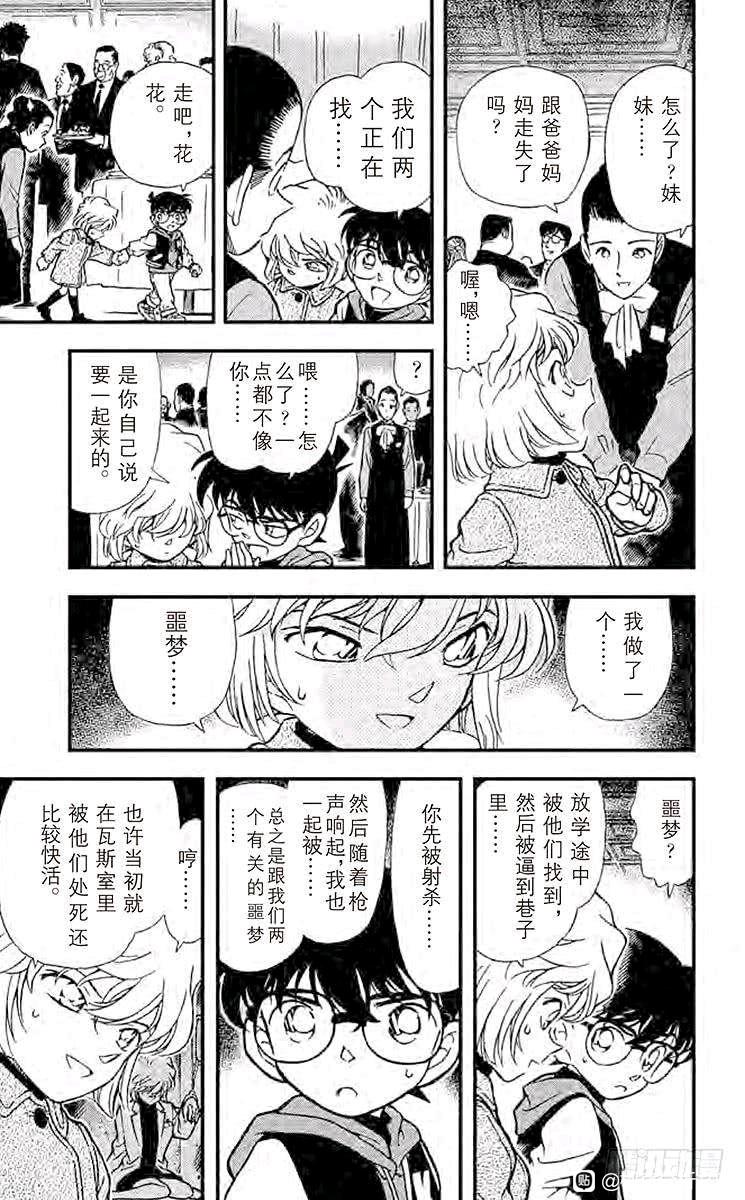 怎么了？妹
妹……
跟爸爸妈
妈走失了
吗？
喔，嗯
……
我们两
个正在
找……
走吧，花
花。
？
喂……怎
么了？一
点都不像
你……
是你自己说
要一起来的。
我做了一
个……
噩梦……
噩梦？
放学途中
被他们找到，
然后被逼到巷子
里……
你先被射杀……
然后随着枪
声响起，我也
一起被……
总之是跟我们两
个有关的噩梦……
哼……
也许当初就
在瓦斯室里
被他们处死还
比较快活。
贴@